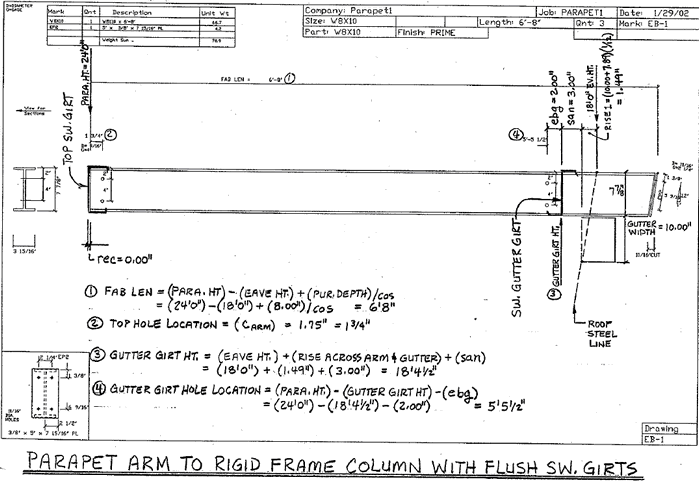 Mark Qnt Description Unit Wt
W8X10 1 W8X10 x 6'-8" 66.7
EP2 1 5" x 3/8" x 7 15/16" PL 4.2
Weight Sum = 70.9
Company: Parapet1 Job: PARAPET1 Date: 1/29/02
Size: W8X10 Length: 6'-8" Qnt: 3 Mark: EB-1
Part: W8X10 Finish: PRIME
PARA. HT. = 24'0"
FAB LEN = 6'-8" ①
ebg = 2.00"
san = 3.00"
18'0" EV. HT.
RISE 1 = (10.00+7.89)(1/12)
= 1.49"
View for
Sections
TOP SW. GIRT
1 3/4" ②
④ 5'-5 1/2"
2"
4"
7 7/8"
2"
4"
7 7/8
3 15/16"
rec = 0.00"
SW. GUTTER GIRT
③ GUTTER GIRT HT.
GUTTER
WIDTH = 10.00"
11/16 CUT
ROOF
STEEL
LINE
① FAB LEN = (PARA. HT) - (EAVE HT.) + (PUR. DEPTH)/cos
= (24'0") - (18'0") + (8.00")/cos = 6'8"
② TOP HOLE LOCATION = (C ARM) = 1.75" = 1 3/4"
③ GUTTER GIRT HT. = (EAVE HT.) + (RISE ACROSS ARM & GUTTER) + (san)
= (18'0") + (1.49") + (3.00") = 18'4 1/2"
④ GUTTER GIRT HOLE LOCATION = (PARA. HT.) - (GUTTER GIRT HT) - (ebg)
= (24'0") - (18'4 1/2") - (2.00") = 5'5 1/2"
2 1/4" EP2
1 3/8"
5 9/16"
HOLES
2 1/2"
3/8" x 5" x 7 15/16" PL
Drawing
EB-1
PARAPET ARM TO RIGID FRAME COLUMN WITH FLUSH SW. GIRTS